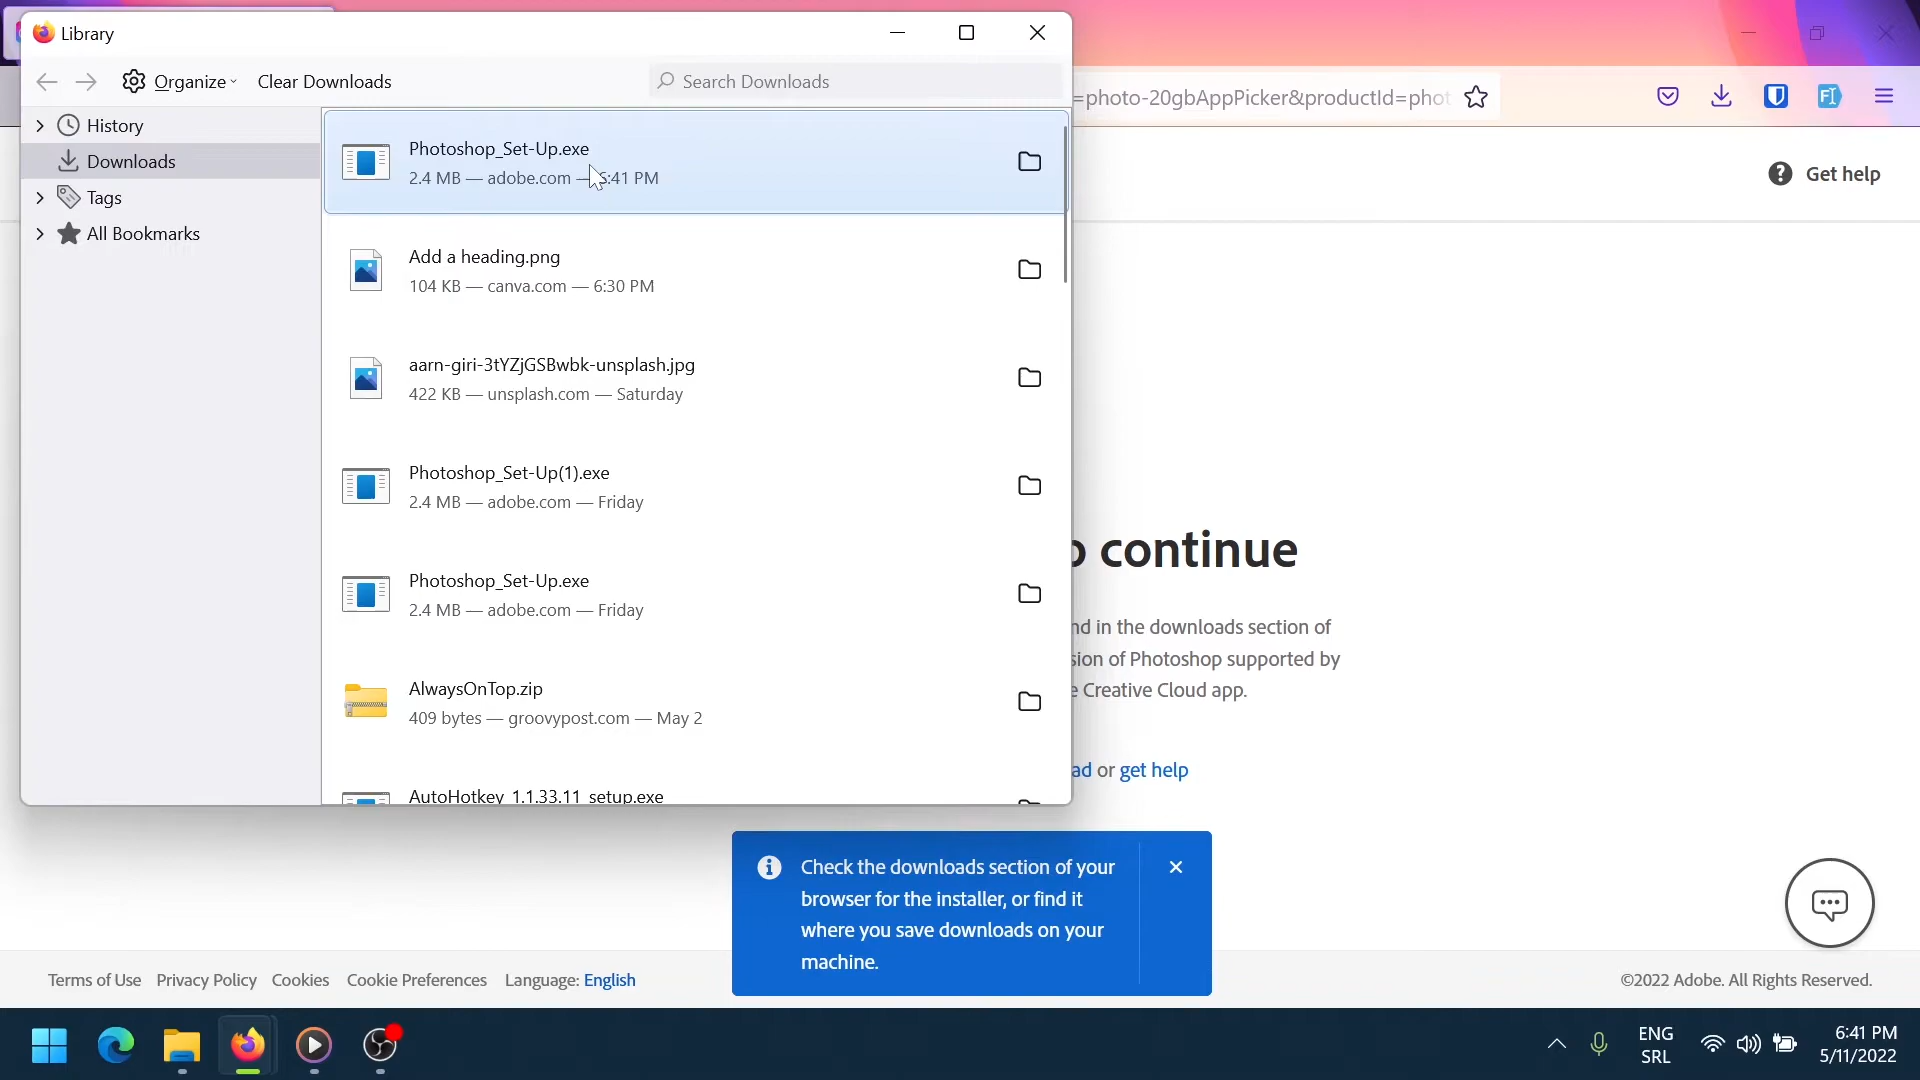 Library
Organize
Clear Downloads
Search Downloads
History
Downloads
Tags
All Bookmarks
Photoshop_Set-Up.exe
2.4 MB — adobe.com — 6:41 PM
Add a heading.png
104 KB — canva.com — 6:30 PM
aarn-giri-3tYZjGSBwbk-unsplash.jpg
422 KB — unsplash.com — Saturday
Photoshop_Set-Up(1).exe
2.4 MB — adobe.com — Friday
Photoshop_Set-Up.exe
2.4 MB — adobe.com — Friday
AlwaysOnTop.zip
409 bytes — groovypost.com — May 2
AutoHotkey_1.1.33.11_setup.exe
=photo-20gbAppPicker&productId=phot
Get help
continue
in the downloads section of
of Photoshop supported by
Creative Cloud app.
or get help
Check the downloads section of your
browser for the installer, or find it
where you save downloads on your
machine.
Terms of Use Privacy Policy Cookies Cookie Preferences Language: English
©2022 Adobe. All Rights Reserved.
ENG
SRL
6:41 PM
5/11/2022